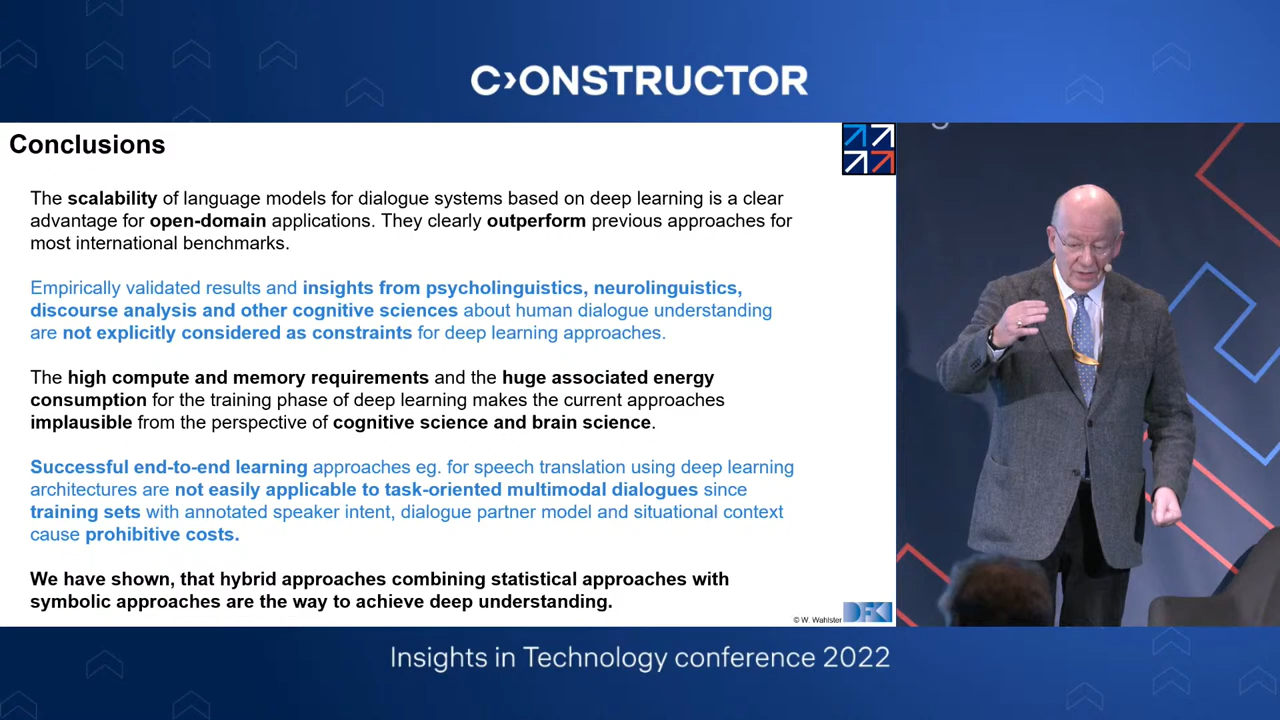 C›ONSTRUCTOR
Conclusions
The scalability of language models for dialogue systems based on deep learning is a clear
advantage for open-domain applications. They clearly outperform previous approaches for
most international benchmarks.
Empirically validated results and insights from psycholinguistics, neurolinguistics,
discourse analysis and other cognitive sciences about human dialogue understanding
are not explicitly considered as constraints for deep learning approaches.
The high compute and memory requirements and the huge associated energy
consumption for the training phase of deep learning makes the current approaches
implausible from the perspective of cognitive science and brain science.
Successful end-to-end learning approaches eg. for speech translation using deep learning
architectures are not easily applicable to task-oriented multimodal dialogues since
training sets with annotated speaker intent, dialogue partner model and situational context
cause prohibitive costs.
We have shown, that hybrid approaches combining statistical approaches with
symbolic approaches are the way to achieve deep understanding.
© W. Wahlster
DFKI
Insights in Technology conference 2022